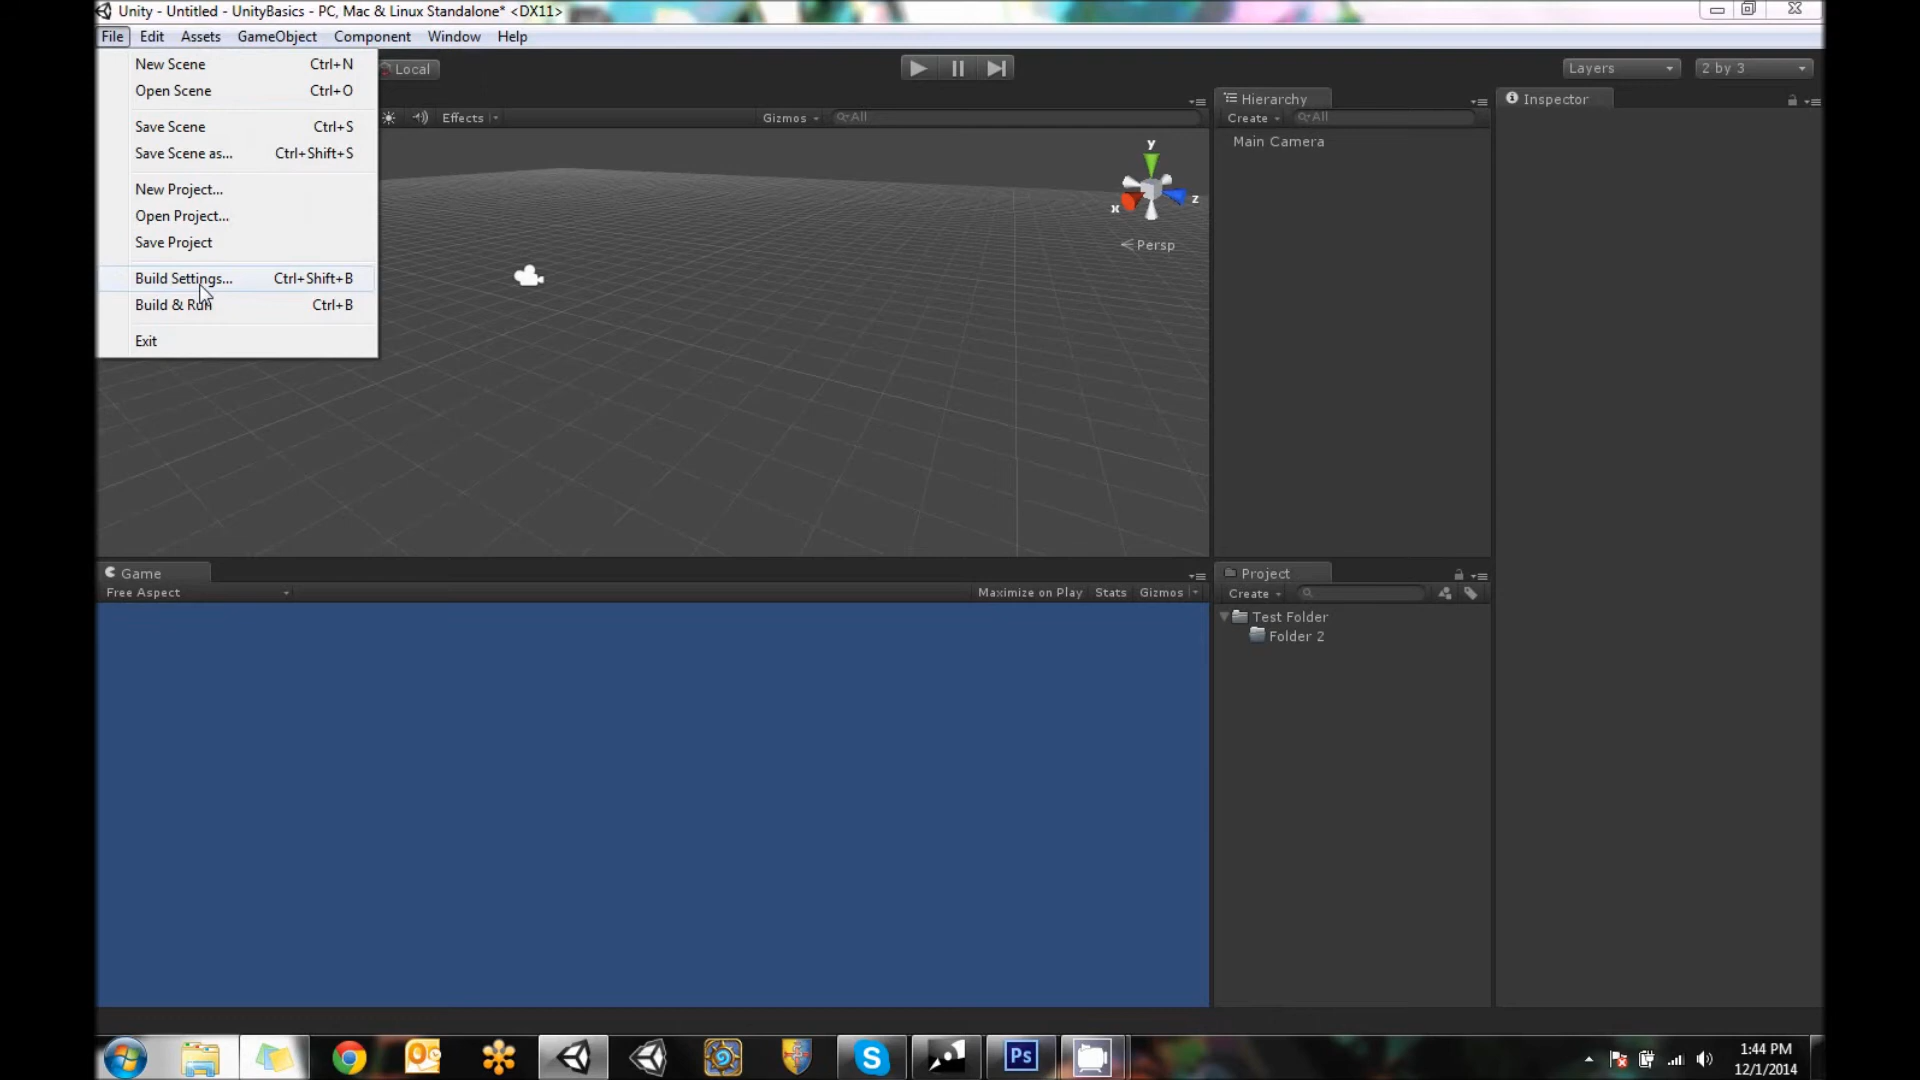 Unity - Untitled - UnityBasics - PC, Mac & Linux Standalone* <DX11>
File Edit Assets GameObject Component Window Help
New Scene Ctrl+N
Open Scene Ctrl+O
Save Scene Ctrl+S
Save Scene as... Ctrl+Shift+S
New Project...
Open Project...
Save Project
Build Settings... Ctrl+Shift+B
Build & Run Ctrl+B
Exit
Local
Layers
2 by 3
Effects
Gizmos
All
y
x
z
Persp
Hierarchy
Create
All
Main Camera
Inspector
Game
Free Aspect
Maximize on Play Stats Gizmos
Project
Create
Test Folder
Folder 2
Ps
1:44 PM
12/1/2014